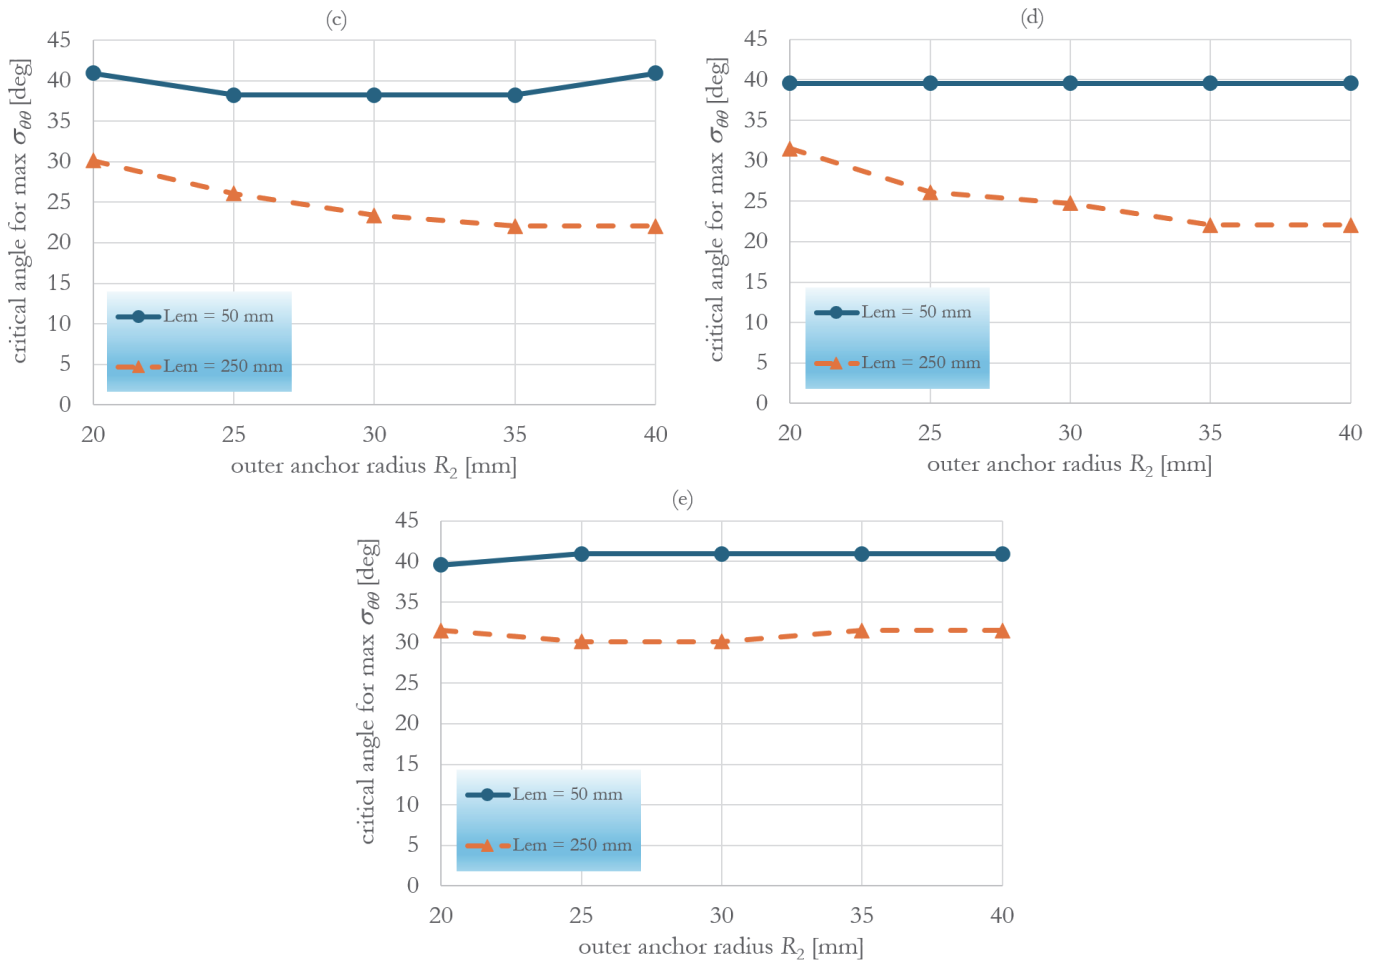 (c)
critical angle for max σθθ [deg]
45
40
35
30
25
20
15
10
5
0
Lem = 50 mm
Lem = 250 mm
20 25 30 35 40
outer anchor radius R2 [mm]
(d)
critical angle for max σθθ [deg]
45
40
35
30
25
20
15
10
5
0
Lem = 50 mm
Lem = 250 mm
20 25 30 35 40
outer anchor radius R2 [mm]
(e)
critical angle for max σθθ [deg]
45
40
35
30
25
20
15
10
5
0
Lem = 50 mm
Lem = 250 mm
20 25 30 35 40
outer anchor radius R2 [mm]